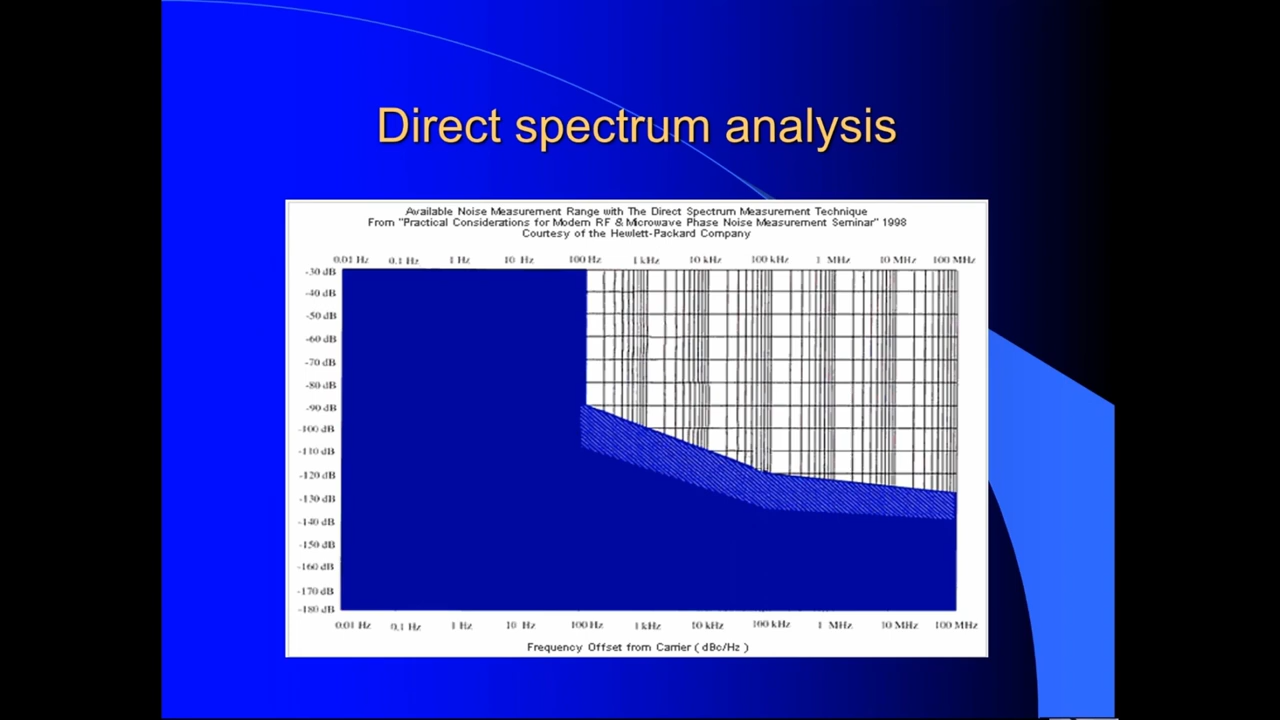 Direct spectrum analysis
Available Noise Measurement Range with The Direct Spectrum Measurement Technique
From "Practical Considerations for Modern RF & Microwave Phase Noise Measurement Seminar" 1998
Courtesy of the Hewlett-Packard Company
0.01 Hz 0.1 Hz 1 Hz 10 Hz 100 Hz 1 kHz 10 kHz 100 kHz 1 MHz 10 MHz 100 MHz
-30 dB
-40 dB
-50 dB
-60 dB
-70 dB
-80 dB
-90 dB
-100 dB
-110 dB
-120 dB
-130 dB
-140 dB
-150 dB
-160 dB
-170 dB
-180 dB
0.01 Hz 0.1 Hz 1 Hz 10 Hz 100 Hz 1 kHz 10 kHz 100 kHz 1 MHz 10 MHz 100 MHz
Frequency Offset from Carrier ( dBc/Hz )